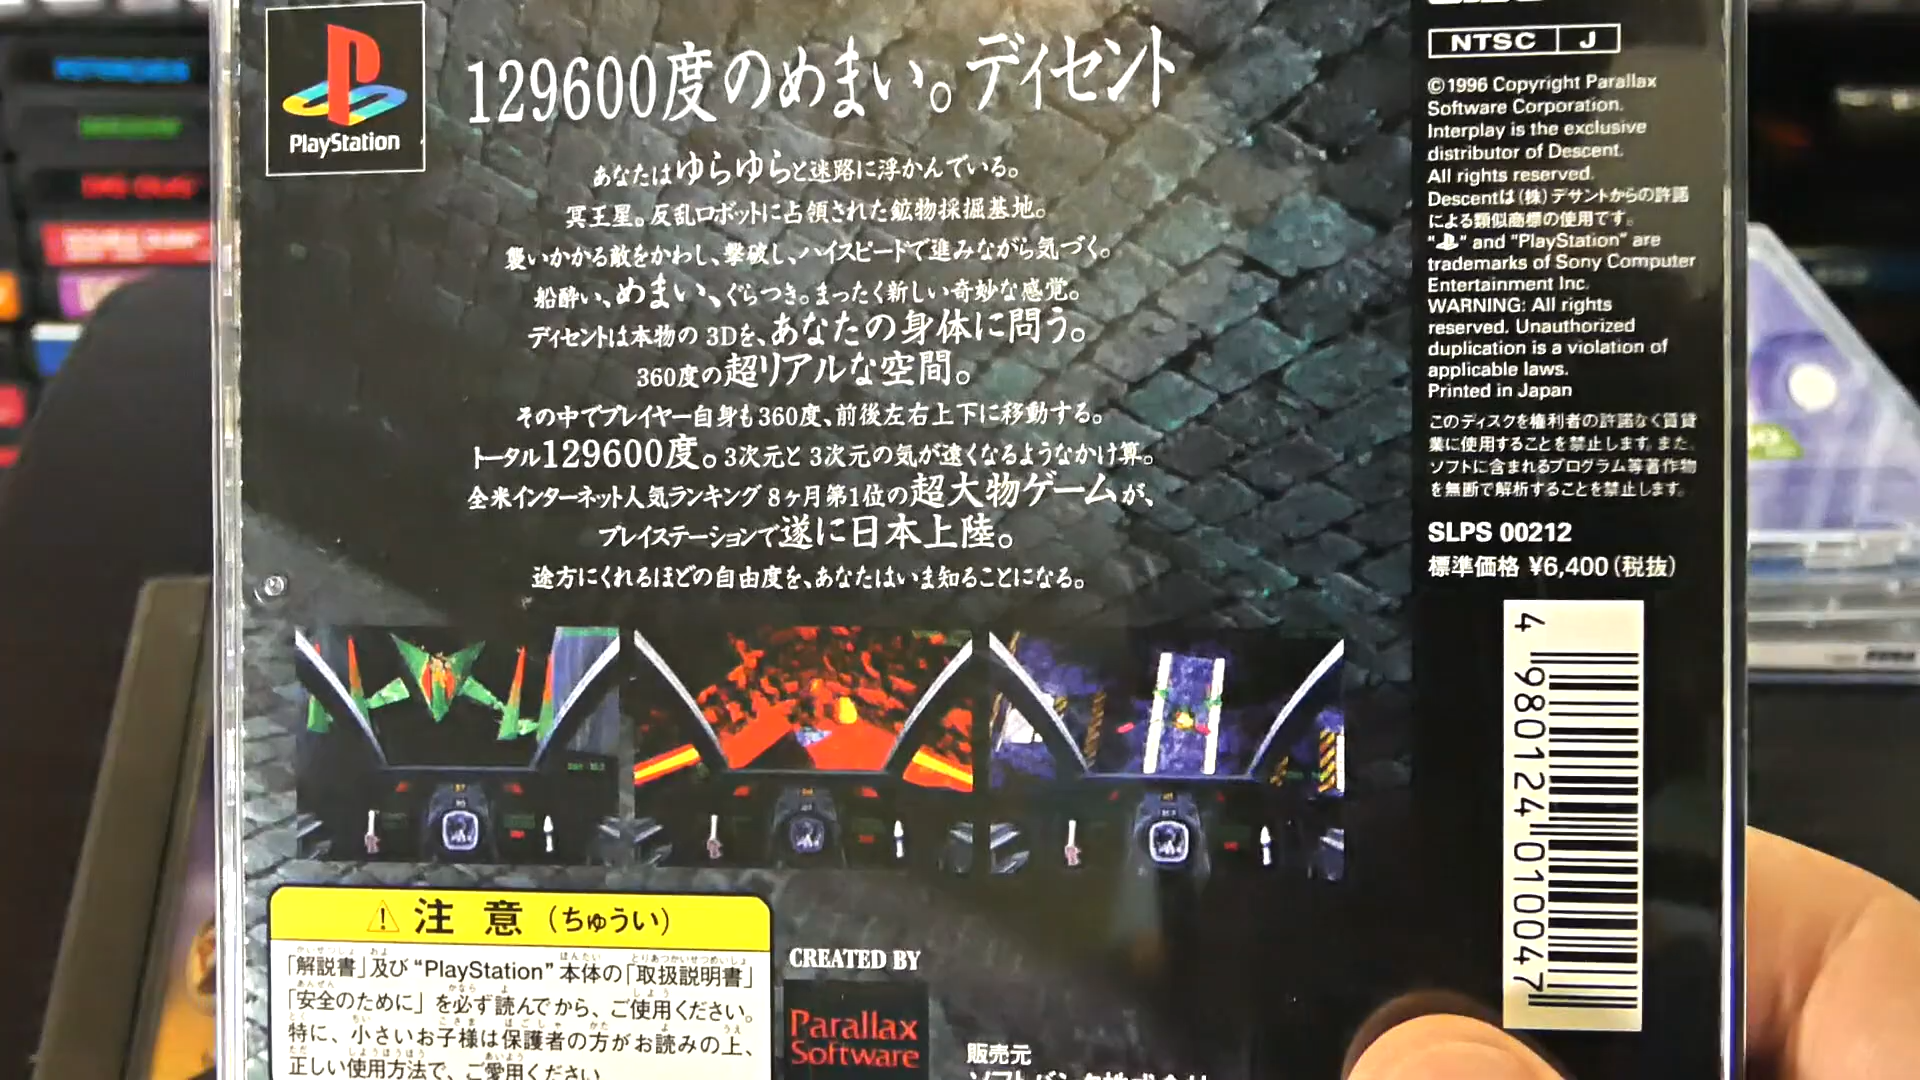 PlayStation
129600度のめまい。ディセント
あなたはゆらゆらと迷路に浮かんでいる。
冥王星。反乱ロボットに占領された鉱物採掘基地。
襲いかかる敵をかわし、撃破し、ハイスピードで進みながら気づく。
船酔い、めまい、ぐらつき。まったく新しい奇妙な感覚。
ディセントは本物の 3Dを、あなたの身体に問う。
360度の超リアルな空間。
その中でプレイヤー自身も360度、前後左右上下に移動する。
トータル129600度。3次元と3次元の気が遠くなるようなかけ算。
全米インターネット人気ランキング8ヶ月第1位の超大物ゲームが、
プレイステーションで遂に日本上陸。
途方にくれるほどの自由度を、あなたはいま知ることになる。
注意(ちゅうい)
「解説書」及び“PlayStation”本体の「取扱説明書」
「安全のために」を必ず読んでから、ご使用ください。
特に、小さいお子様は保護者の方がお読みの上、
正しい使用方法で、ご愛用ください
CREATED BY
Parallax
Software
販売元
ソフトバンク株式会社
NTSC J
©1996 Copyright Parallax
Software Corporation.
Interplay is the exclusive
distributor of Descent.
All rights reserved.
Descentは(株)デサントからの許諾
による類似商標の使用です。
" " and "PlayStation" are
trademarks of Sony Computer
Entertainment Inc.
WARNING: All rights
reserved. Unauthorized
duplication is a violation of
applicable laws.
Printed in Japan
このディスクを権利者の許諾なく賃貸
業に使用することを禁止します。また、
ソフトに含まれるプログラム等著作物
を無断で解析することを禁止します。
SLPS 00212
標準価格 ¥6,400(税抜)
4 980124 010047